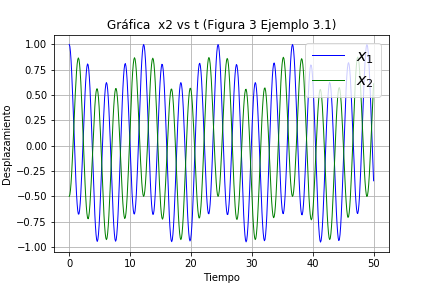 Gráfica  x2 vs t (Figura 3 Ejemplo 3.1)
x₁
x₂
Desplazamiento
1.00
0.75
0.50
0.25
0.00
−0.25
−0.50
−0.75
−1.00
0 10 20 30 40 50
Tiempo